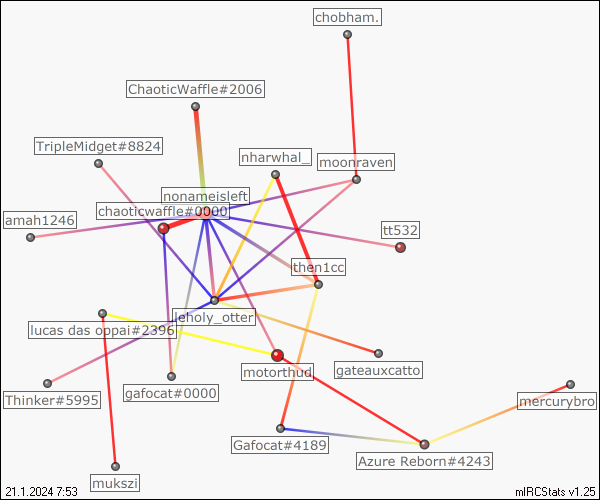 chobham.
ChaoticWaffle#2006
TripleMidget#8824
nharwhal_
moonraven
nonameisleft
chaoticwaffle#0000
amah1246
tt532
then1cc
leholy_otter
lucas das oppai#2396
motorthud
gateauxcatto
Thinker#5995
gafocat#0000
mercurybro
Gafocat#4189
Azure Reborn#4243
mukszi
21.1.2024 7:53
mIRCStats v1.25